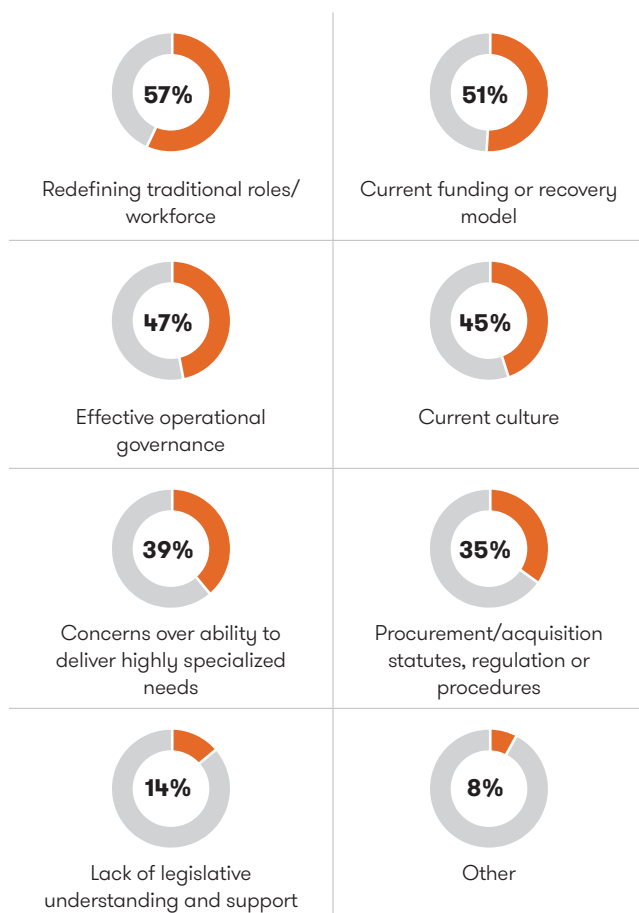 57%
Redefining traditional roles/
workforce
51%
Current funding or recovery
model
47%
Effective operational
governance
45%
Current culture
39%
Concerns over ability to
deliver highly specialized
needs
35%
Procurement/acquisition
statutes, regulation or
procedures
14%
Lack of legislative
understanding and support
8%
Other